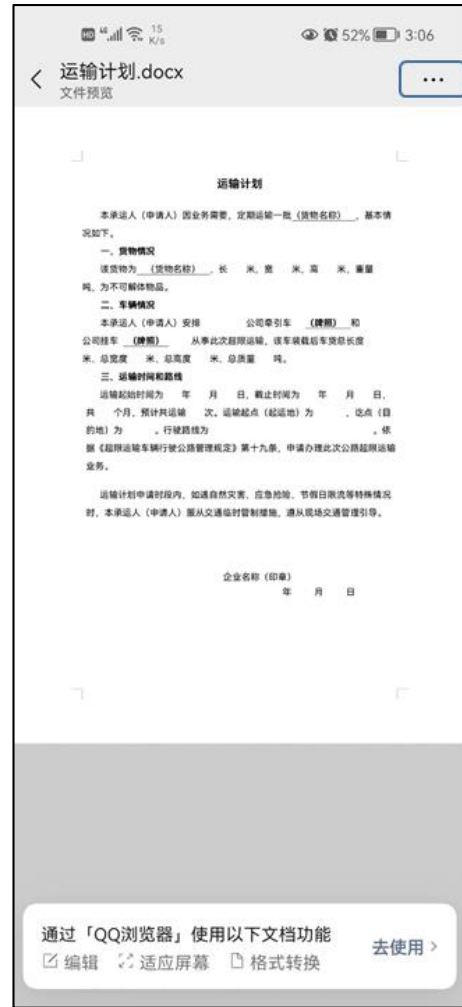 HD 4G 15 K/s 52% 3:06
运输计划.docx
文件预览
...
运输计划
本承运人（申请人）因业务需要，定期运输一批（货物名称），基本情
况如下。
一、货物情况
该货物为（货物名称），长 米，宽 米，高 米，重量
吨，为不可解体物品。
二、车辆情况
本承运人（申请人）安排 公司牵引车 （牌照） 和
公司挂车 （牌照） 从事此次超限运输，该车装载后车货总长度
米、总宽度 米、总高度 米、总质量 吨。
三、运输时间和路线
运输起始时间为 年 月 日，截止时间为 年 月 日，
共 个月，预计共运输 次。运输起点（起运地）为 ，讫点（目
的地）为 ，行驶路线为 。依
据《超限运输车辆行驶公路管理规定》第十九条，申请办理此次公路超限运输
业务。
运输计划申请时段内，如遇自然灾害、应急抢险、节假日限流等特殊情况
时，本承运人（申请人）服从交通临时管制措施，遵从现场交通管理引导。
企业名称（印章）
年 月 日
通过「QQ浏览器」使用以下文档功能
编辑 适应屏幕 格式转换 去使用 >